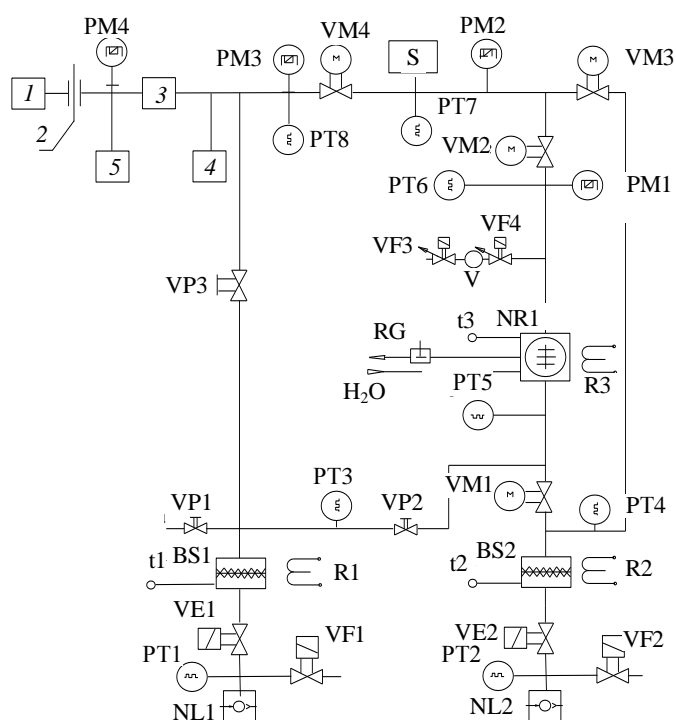 PM4
VM4
PM3
PM2
VM3
S
1
3
PT7
2
5
4
PT8
VM2
PT6
PM1
VF4
VF3
V
VP3
t3
NR1
RG
PT5
R3
H₂O
PT3
VP1
VP2
VM1
PT4
t1
BS1
R1
t2
BS2
R2
VE1
VF1
VE2
VF2
PT1
PT2
NL1
NL2
M
M
M
M